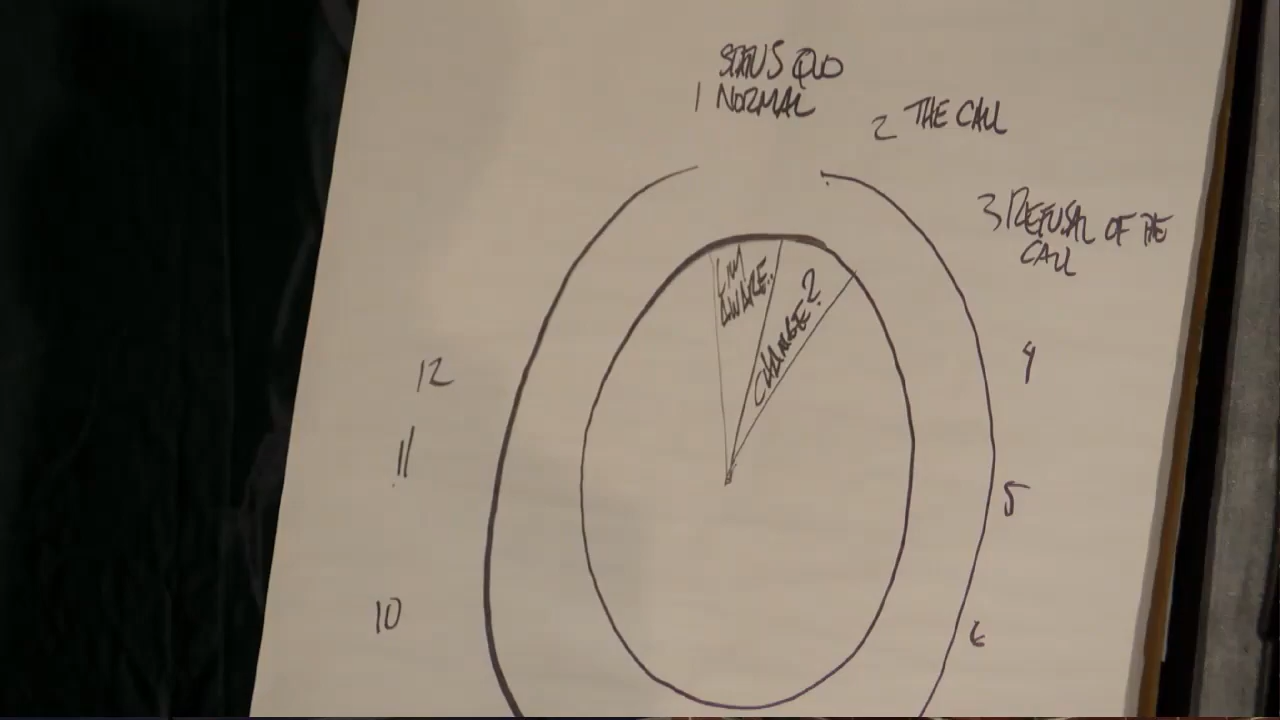 STATUS QUO
1 NORMAL
2 THE CALL
3 REFUSAL OF THE
CALL
AWARE..
CHANGE?
12
4
11
5
10
6